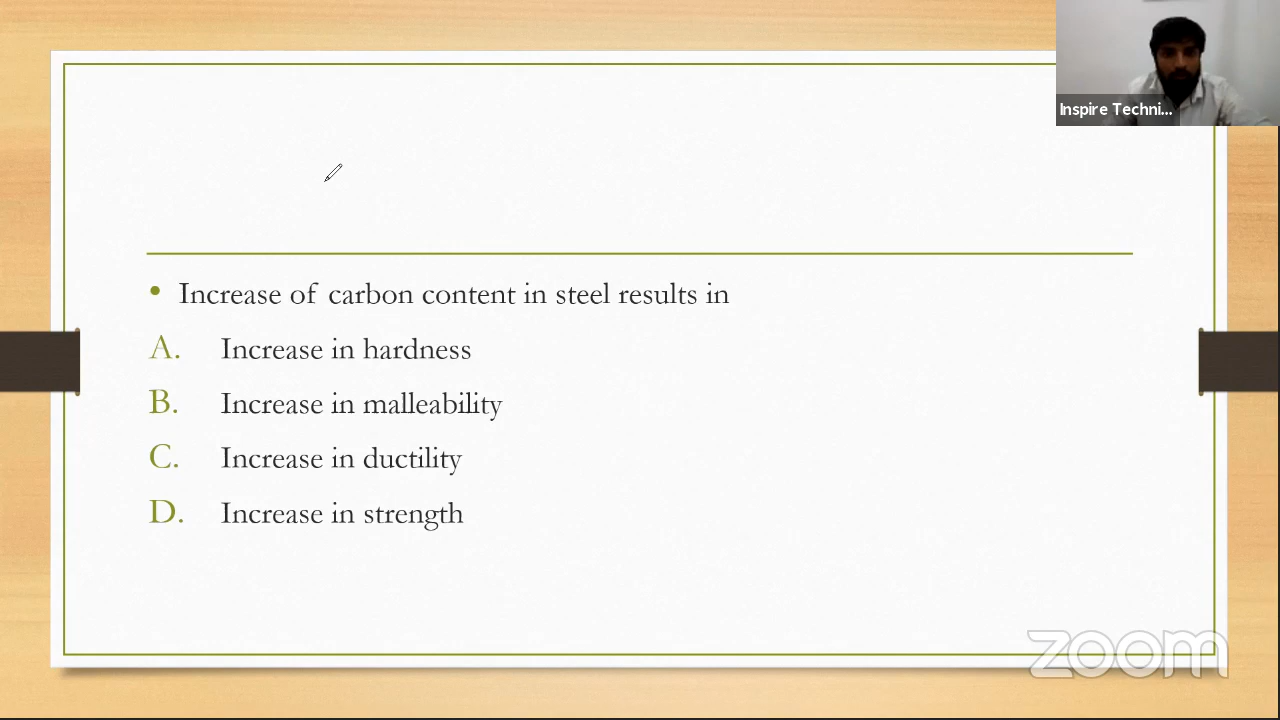 Inspire Techni...
• Increase of carbon content in steel results in
A. Increase in hardness
B. Increase in malleability
C. Increase in ductility
D. Increase in strength
zoom